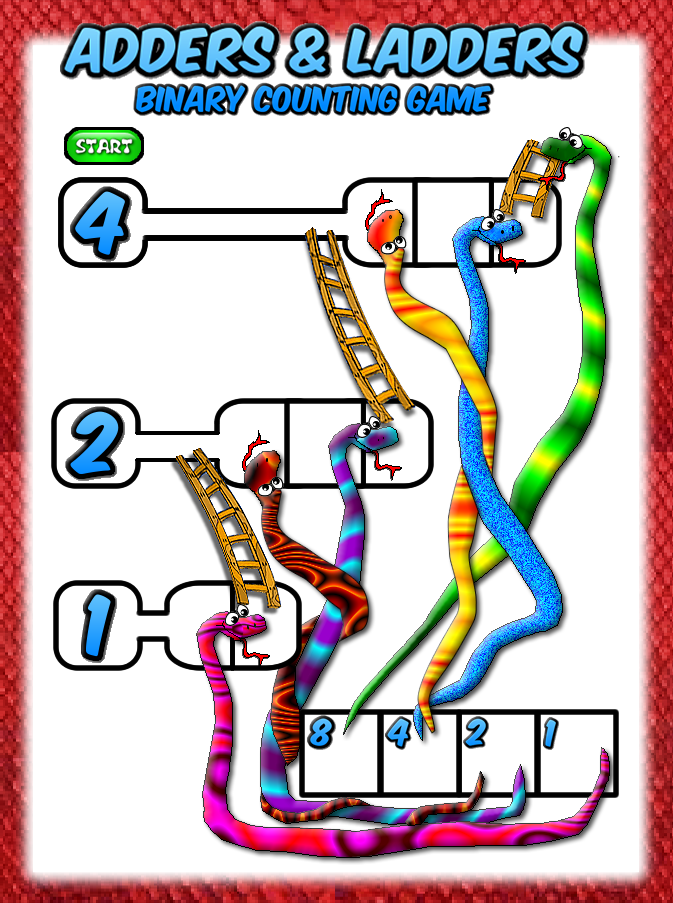 ADDERS & LADDERS
BINARY COUNTING GAME
START
4
2
1
8 4 2 1